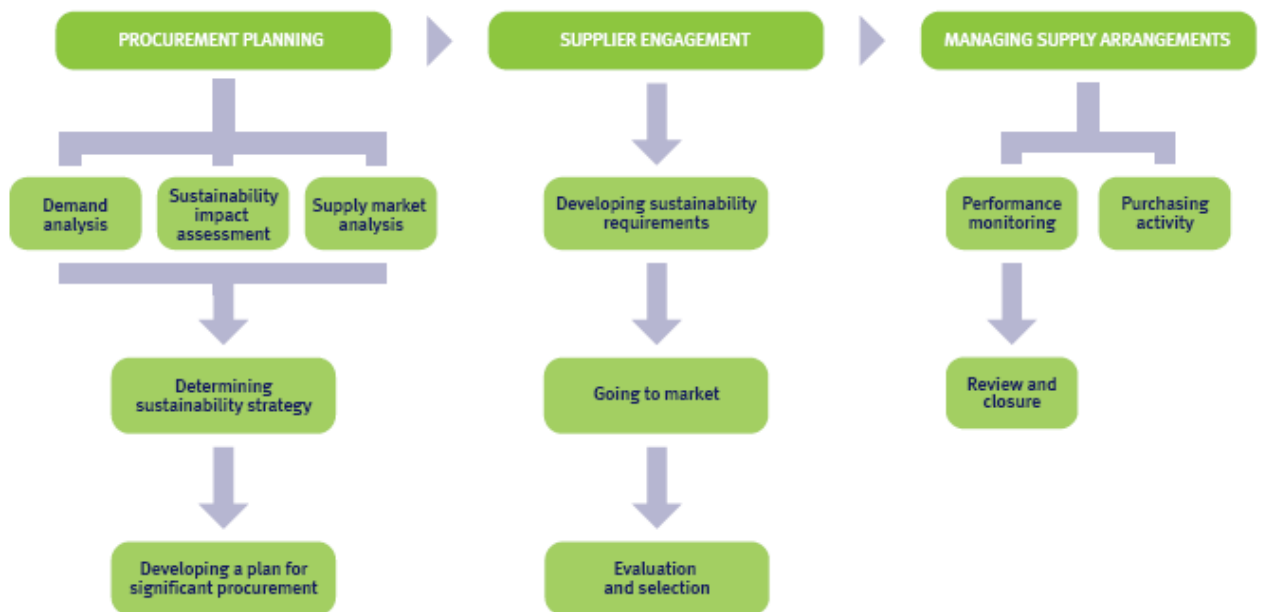 PROCUREMENT PLANNING
SUPPLIER ENGAGEMENT
MANAGING SUPPLY ARRANGEMENTS
Demand
analysis
Sustainability
impact
assessment
Supply market
analysis
Developing sustainability
requirements
Performance
monitoring
Purchasing
activity
Determining
sustainability strategy
Going to market
Review and
closure
Developing a plan for
significant procurement
Evaluation
and selection